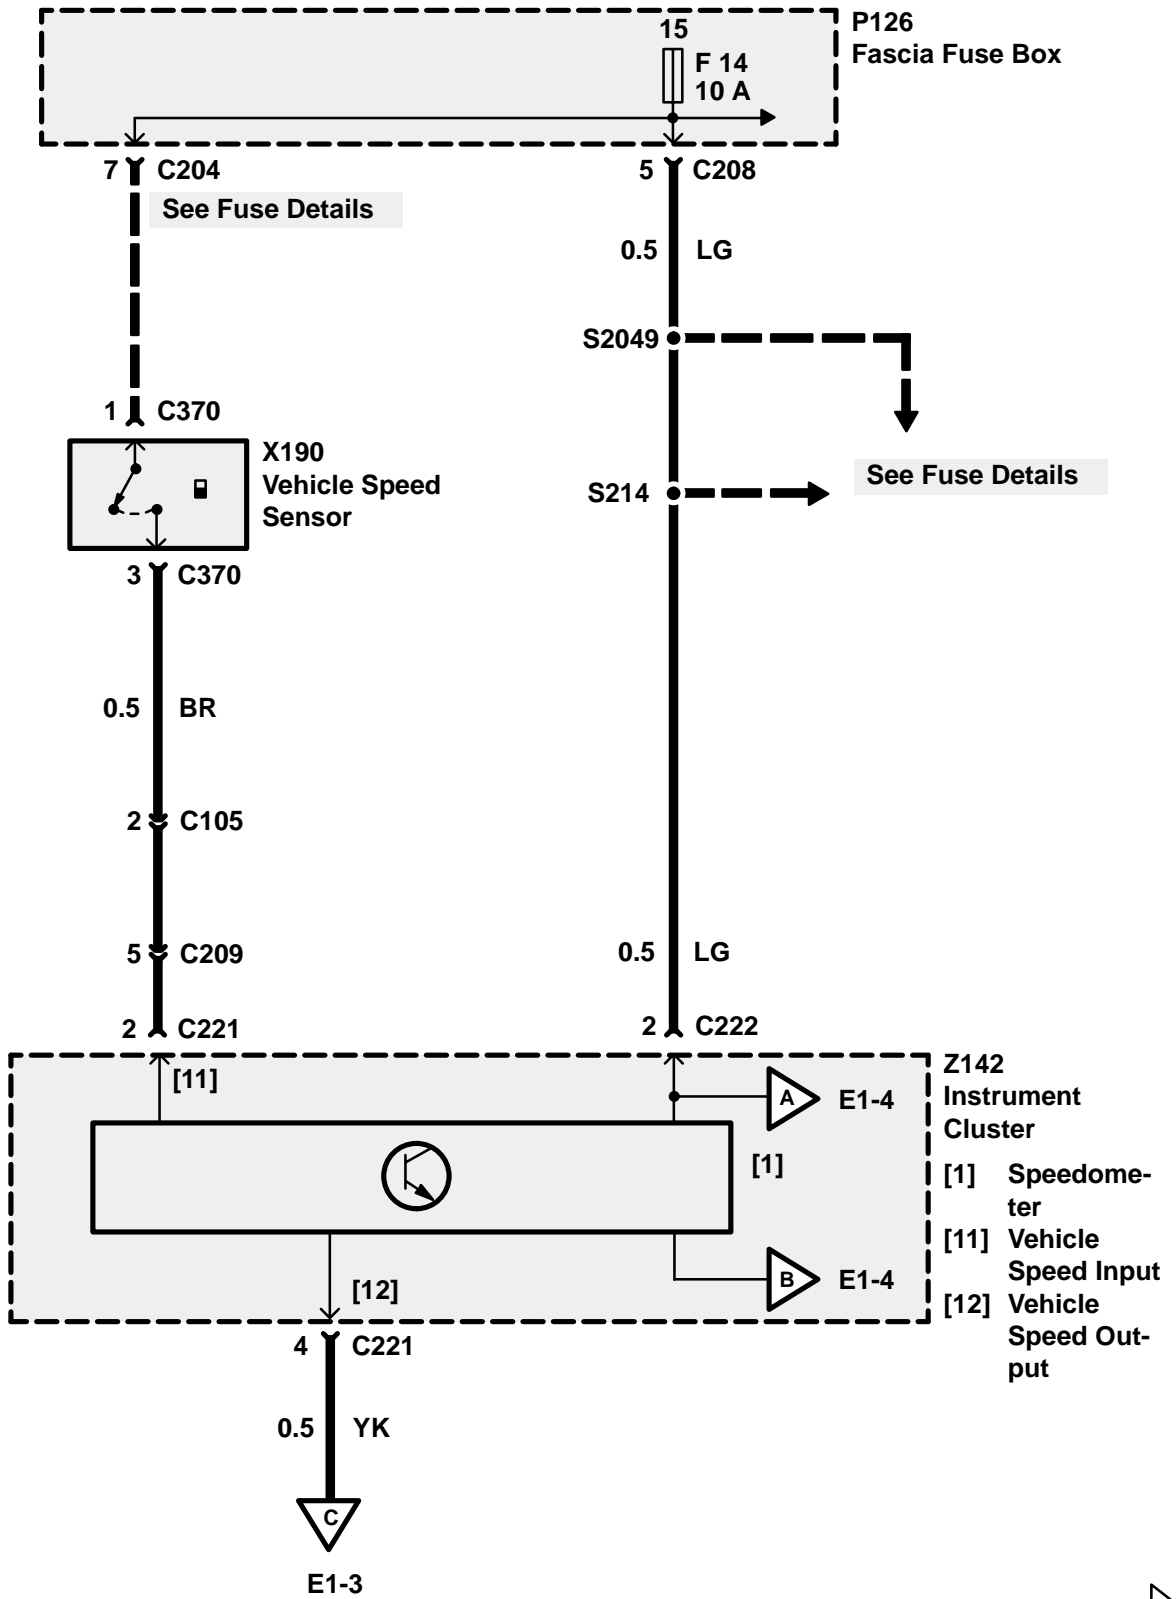 15
P126
Fascia Fuse Box
F 14
10 A
7 C204
5 C208
See Fuse Details
0.5 LG
S2049
1 C370
X190
Vehicle Speed
Sensor
See Fuse Details
S214
3 C370
0.5 BR
2 C105
5 C209
0.5 LG
2 C221
2 C222
[11]
A E1-4
Z142
Instrument
Cluster
[1]
[1] Speedome-
ter
[11] Vehicle
Speed Input
[12] Vehicle
Speed Out-
put
B E1-4
[12]
4 C221
0.5 YK
C
E1-3